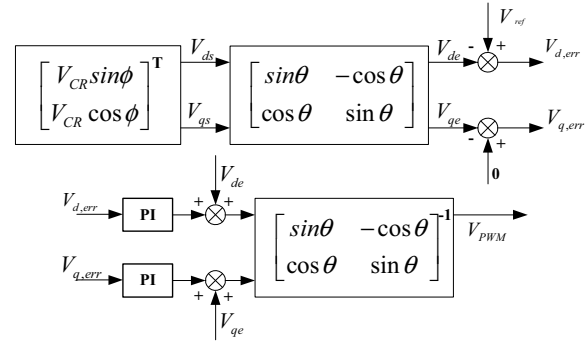 V_ref
V_CR sinφ
V_CR cosφ
T
V_ds
V_qs
sinθ −cosθ
cosθ sinθ
V_de
-
+
V_d,err
V_qe
-
+
V_q,err
0
V_de
V_d,err
PI
+
+
V_q,err
PI
+
+
V_qe
sinθ −cosθ
cosθ sinθ
-1
V_PWM